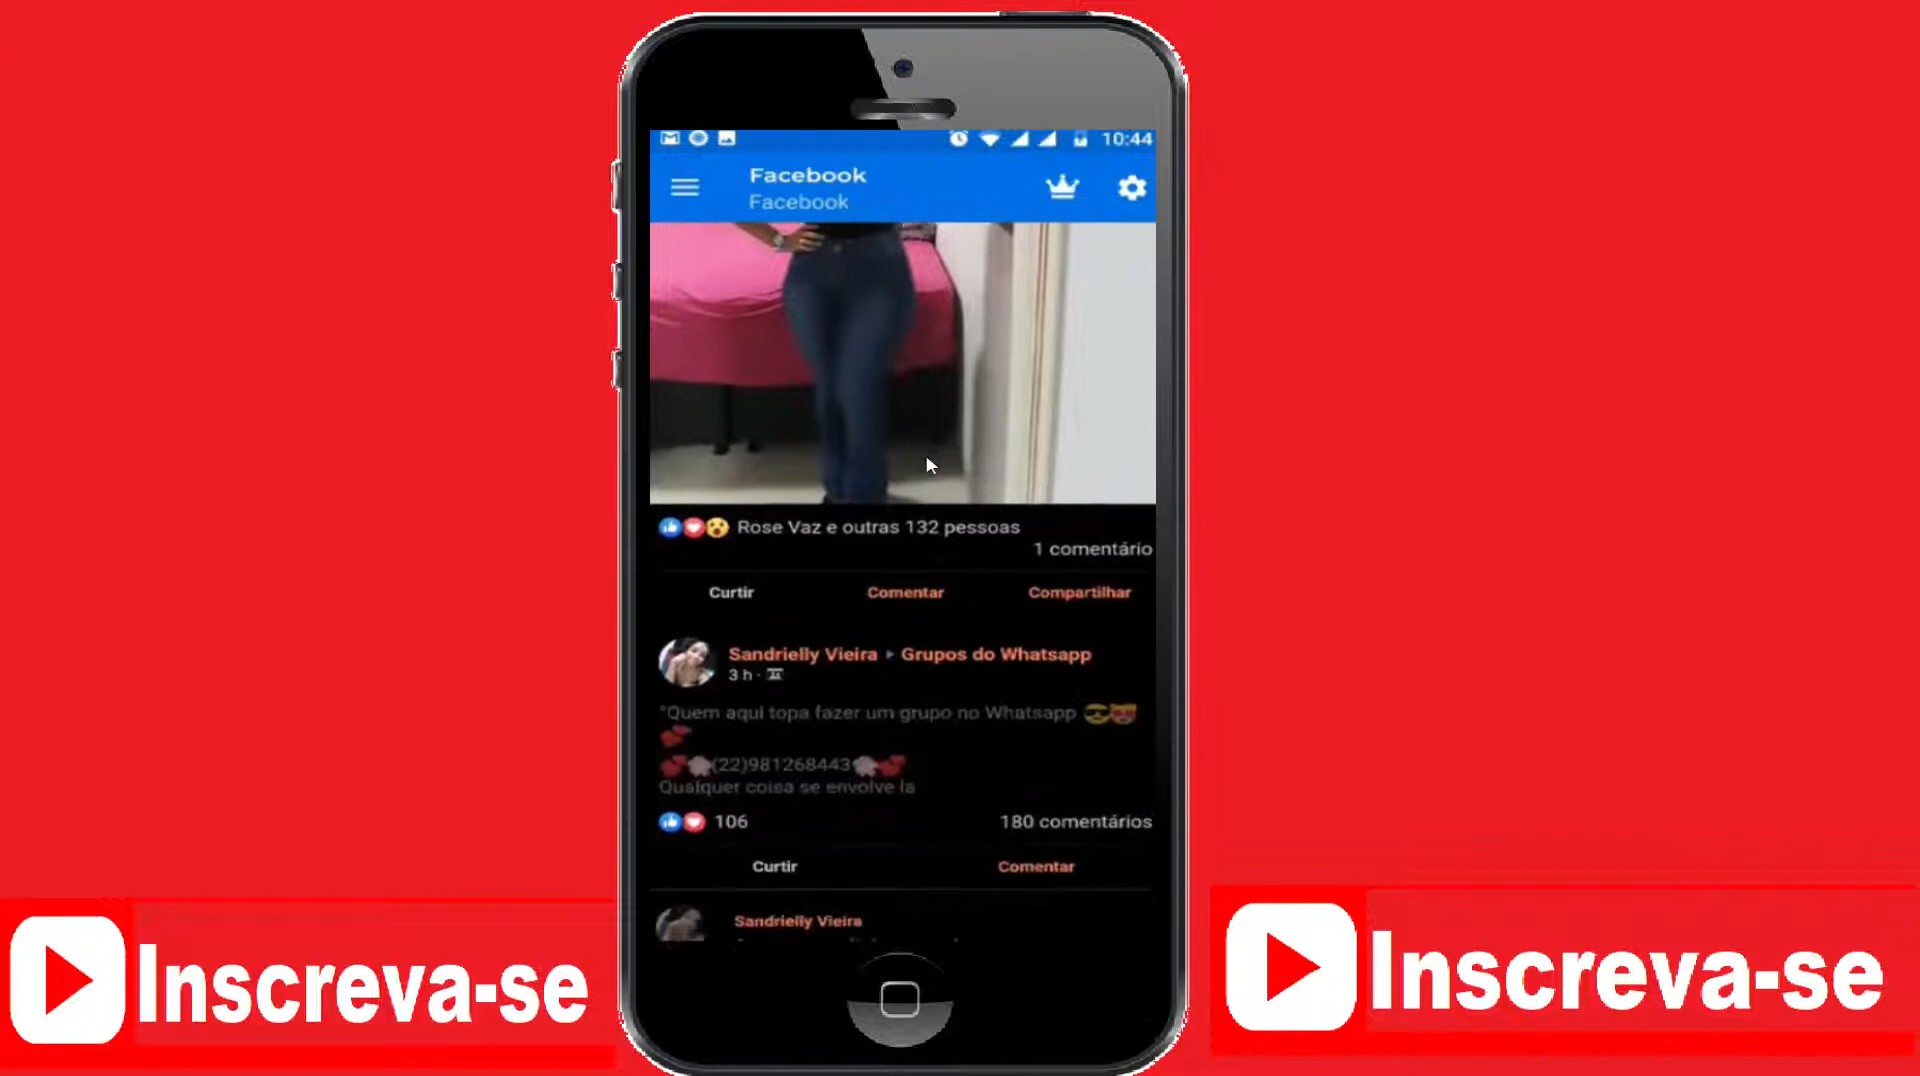 10:44
Facebook
Facebook
Rose Vaz e outras 132 pessoas
1 comentário
Curtir Comentar Compartilhar
Sandrielly Vieira ▸ Grupos do Whatsapp
3 h ·
"Quem aqui topa fazer um grupo no Whatsapp 😎😻
💕
💕(22)981268443💕
Qualquer coisa se envolve la
106 180 comentários
Curtir Comentar
Sandrielly Vieira
Inscreva-se
Inscreva-se